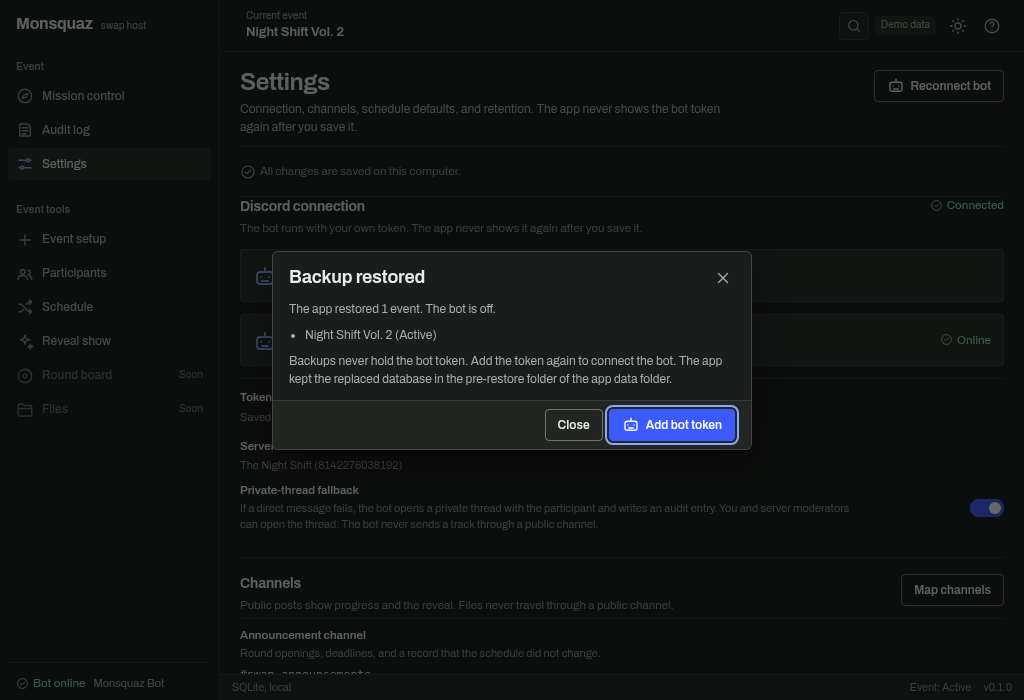 Monsquaz swap host
Event
Mission control
Audit log
Settings
Event tools
Event setup
Participants
Schedule
Reveal show
Round board Soon
Files Soon
Bot online Monsquaz Bot
Current event
Night Shift Vol. 2
Demo data
Settings
Connection, channels, schedule defaults, and retention. The app never shows the bot token
again after you save it.
Reconnect bot
All changes are saved on this computer.
Discord connection
Connected
The bot runs with your own token. The app never shows it again after you save it.
Online
Backup restored
The app restored 1 event. The bot is off.
• Night Shift Vol. 2 (Active)
Backups never hold the bot token. Add the token again to connect the bot. The app
kept the replaced database in the pre-restore folder of the app data folder.
Close
Add bot token
Token
Saved
Server
The Night Shift (8142276038192)
Private-thread fallback
If a direct message fails, the bot opens a private thread with the participant and writes an audit entry. You and server moderators
can open the thread. The bot never sends a track through a public channel.
Channels
Public posts show progress and the reveal. Files never travel through a public channel.
Map channels
Announcement channel
Round openings, deadlines, and a record that the schedule did not change.
#swap-announcements
SQLite, local
Event: Active v0.1.0